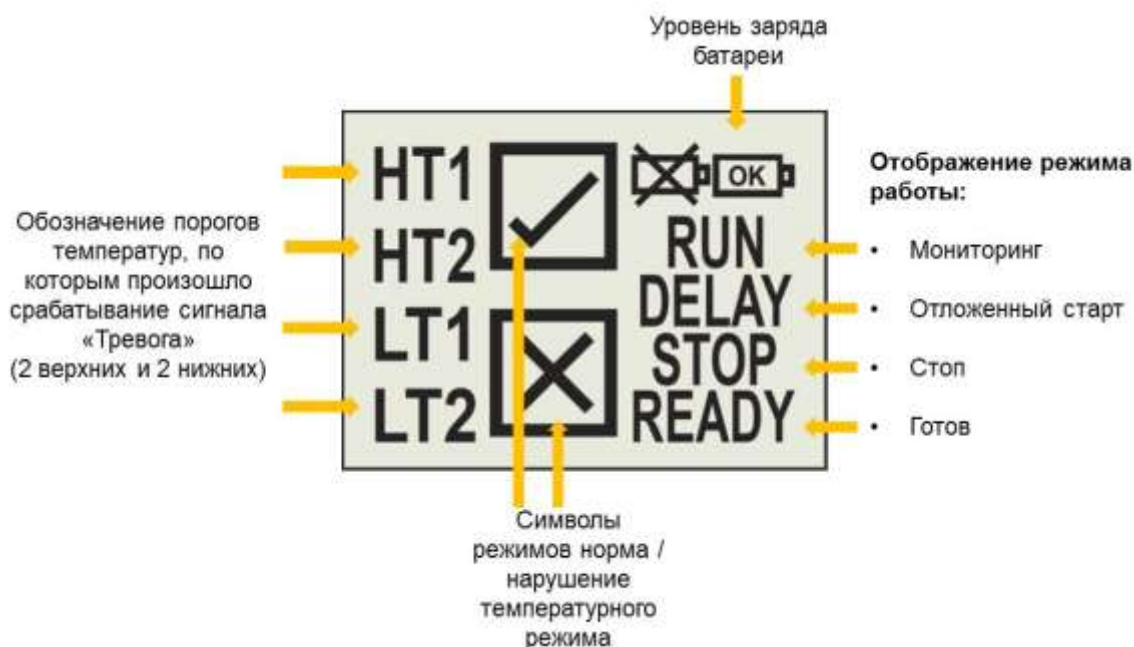 Уровень заряда
батареи
Обозначение порогов
температур, по
которым произошло
срабатывание сигнала
«Тревога»
(2 верхних и 2 нижних)
HT1
HT2
LT1
LT2
OK
RUN
DELAY
STOP
READY
Отображение режима
работы:
• Мониторинг
• Отложенный старт
• Стоп
• Готов
Символы
режимов норма /
нарушение
температурного
режима